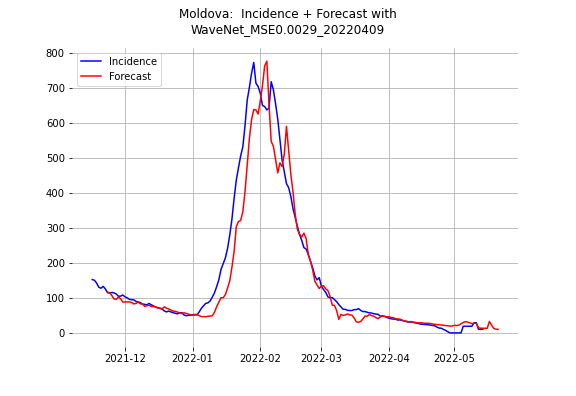 Moldova:  Incidence + Forecast with
WaveNet_MSE0.0029_20220409
Incidence
Forecast
800
700
600
500
400
300
200
100
0
2021-12 2022-01 2022-02 2022-03 2022-04 2022-05